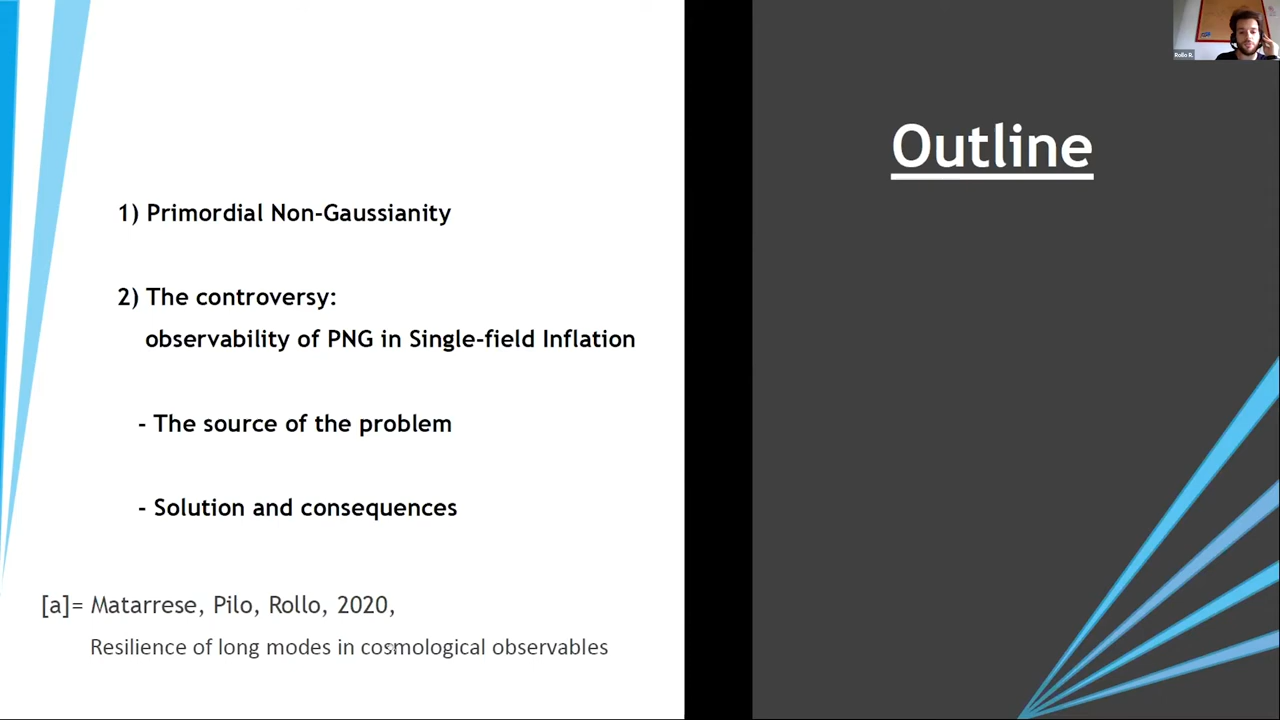 Outline
1) Primordial Non-Gaussianity
2) The controversy:
observability of PNG in Single-field Inflation
- The source of the problem
- Solution and consequences
[a]= Matarrese, Pilo, Rollo, 2020,
Resilience of long modes in cosmological observables
Rollo R.